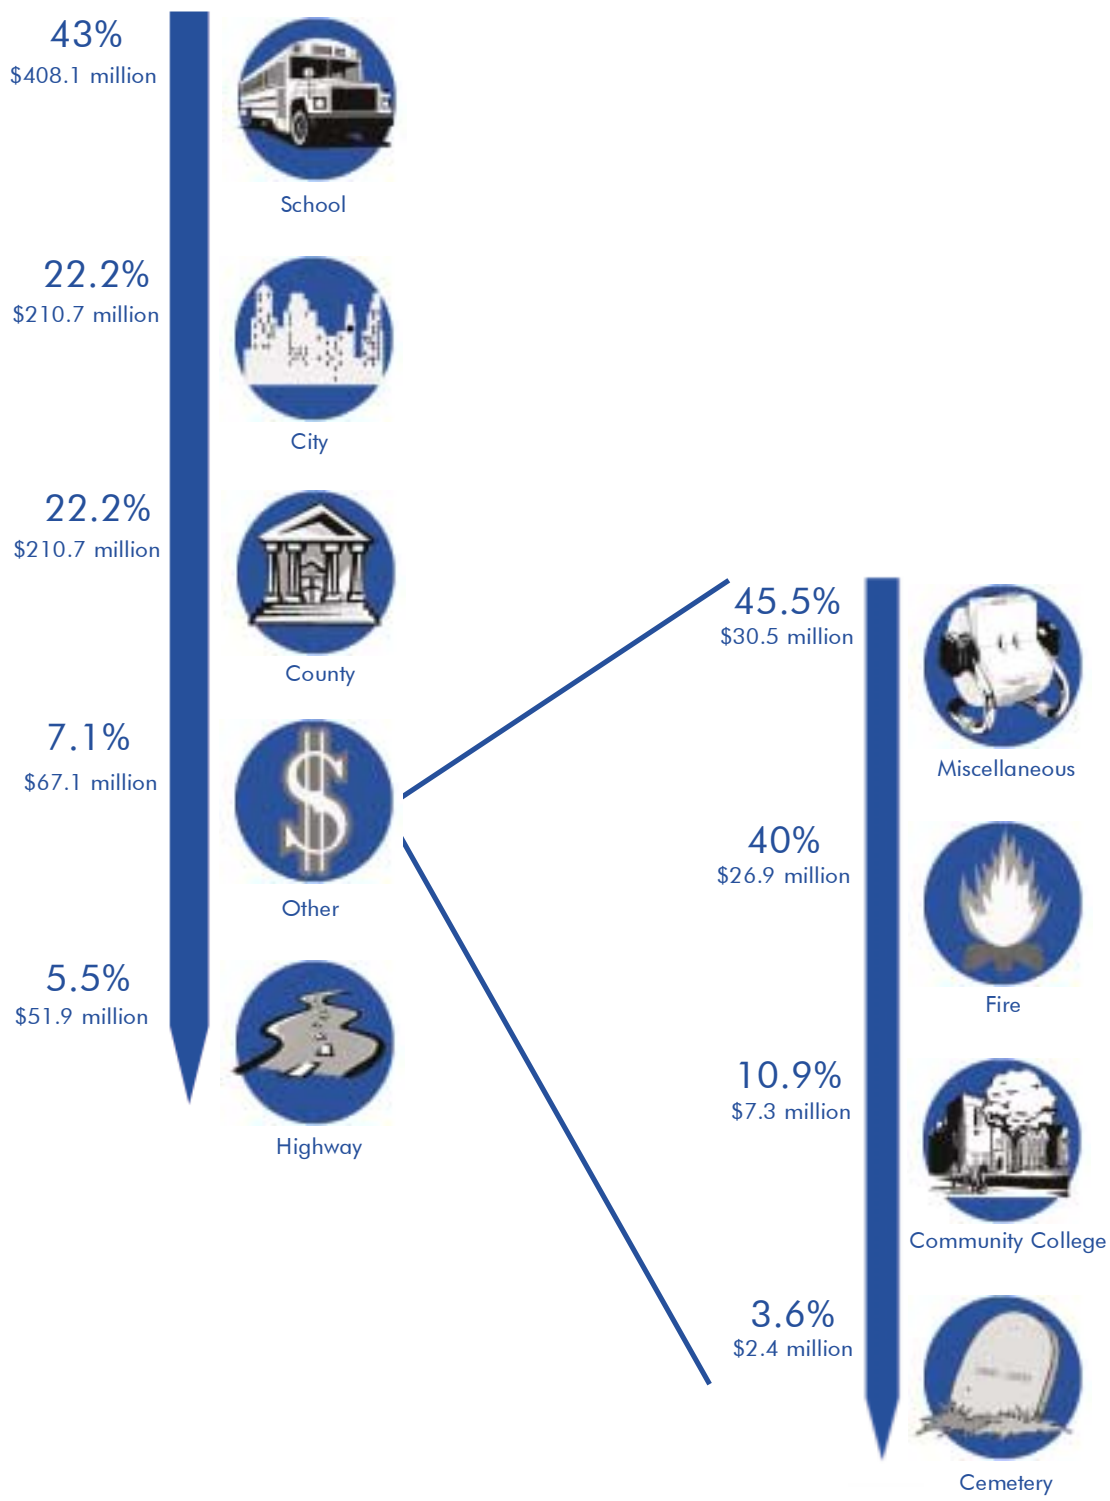 43%
$408.1 million
School
22.2%
$210.7 million
City
22.2%
$210.7 million
County
7.1%
$67.1 million
Other
5.5%
$51.9 million
Highway
45.5%
$30.5 million
Miscellaneous
40%
$26.9 million
Fire
10.9%
$7.3 million
Community College
3.6%
$2.4 million
Cemetery